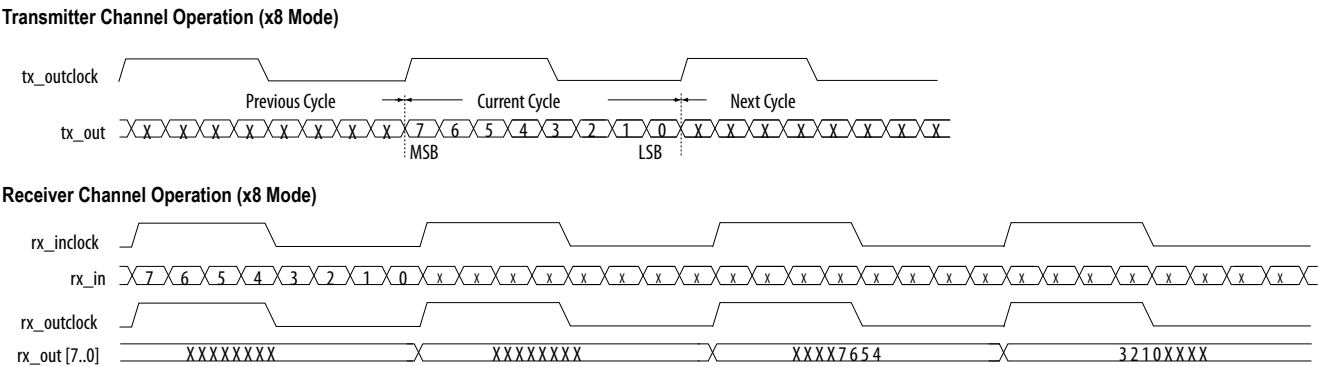 Transmitter Channel Operation (x8 Mode)
tx_outclock
Previous Cycle Current Cycle Next Cycle
tx_out X X X X X X X X 7 6 5 4 3 2 1 0 X X X X X X X X
MSB LSB
Receiver Channel Operation (x8 Mode)
rx_inclock
rx_in 7 6 5 4 3 2 1 0 x x x x x x x x x x x x x x x x x x x x x x x x
rx_outclock
rx_out [7..0] XXXXXXXX XXXXXXXX XXXX7654 3210XXXX